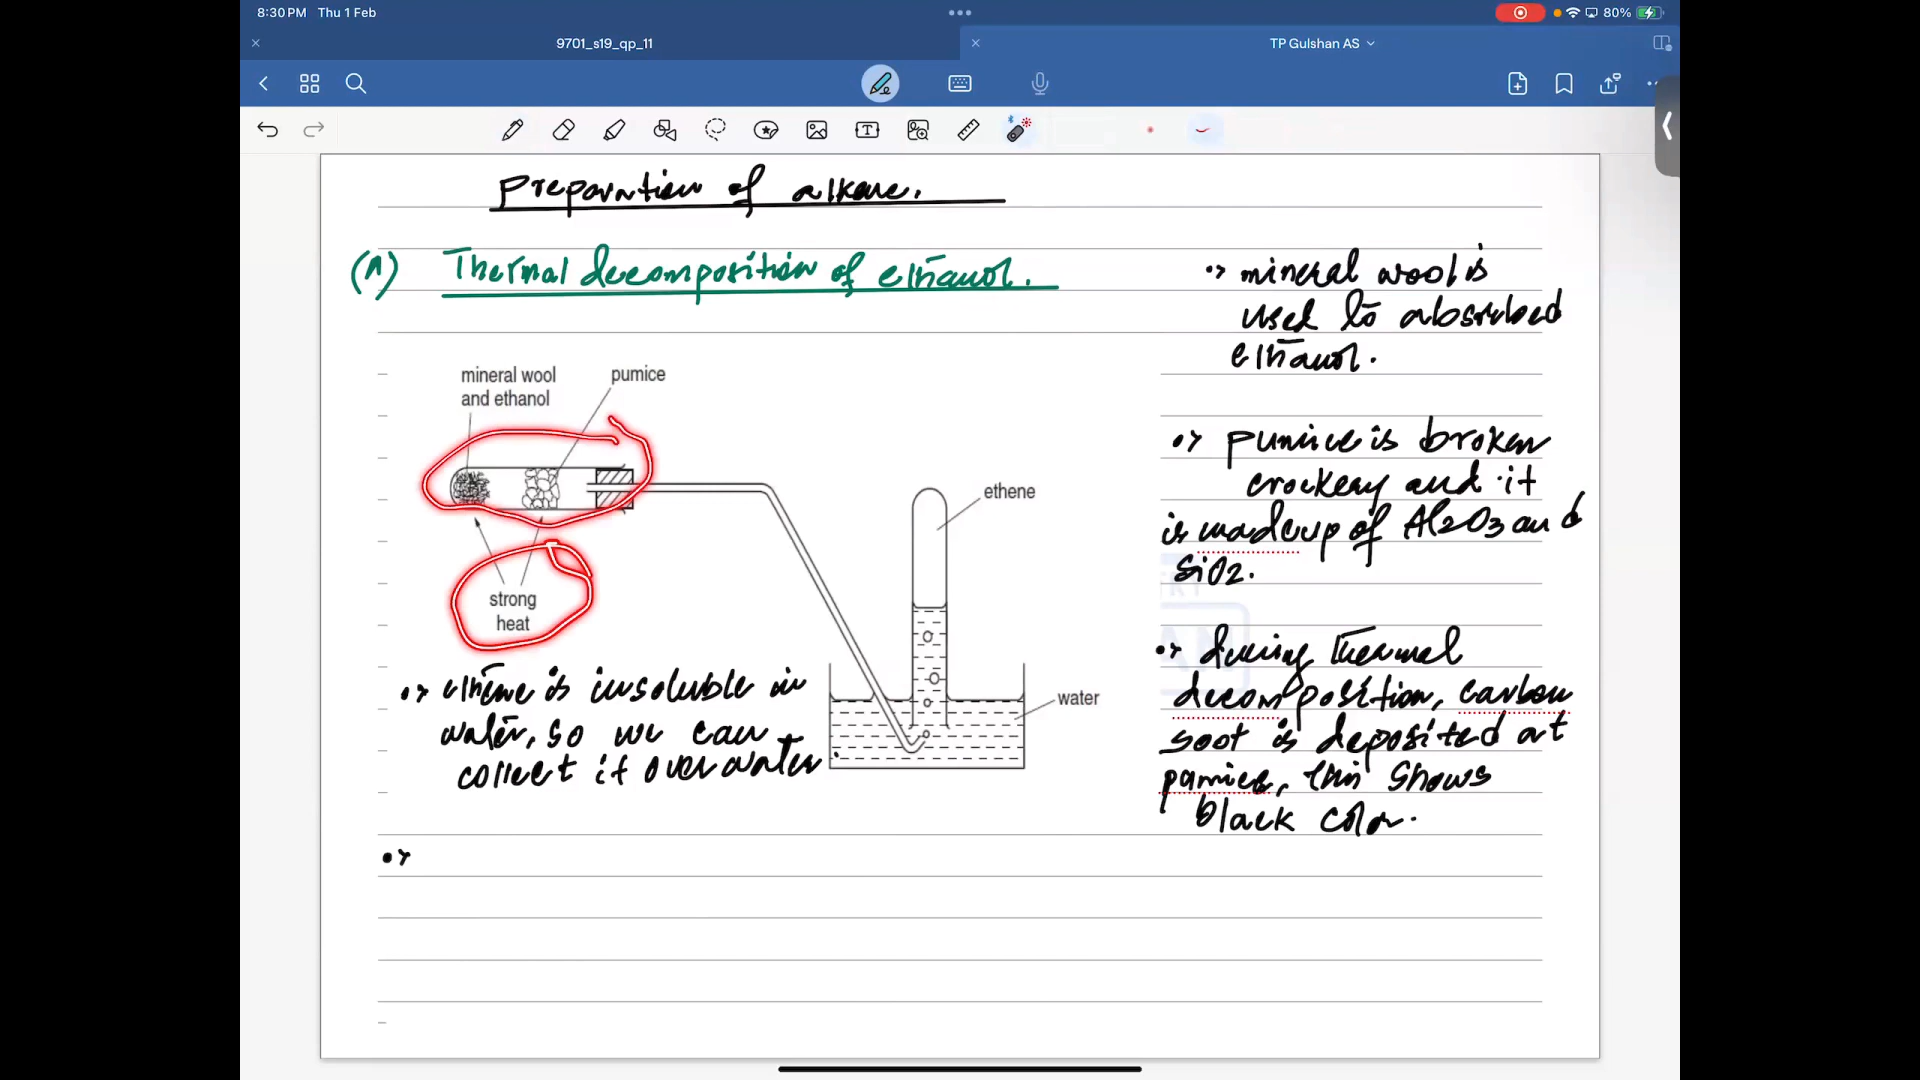 8:30 PM Thu 1 Feb
80%
9701_s19_qp_11
TP Gulshan AS
Preparation of alkene.
(A) Thermal decomposition of ethanol.
mineral wool
and ethanol
pumice
strong
heat
ethene
water
ethene is insoluble in
water, so we can
collect it over water.
mineral wool is
used to absorbed
ethanol.
pumice is broken
crockery and it
is madeup of Al2O3 and
SiO2.
during thermal
decomposition, carbon
soot is deposited at
pumice, this shows
black color.